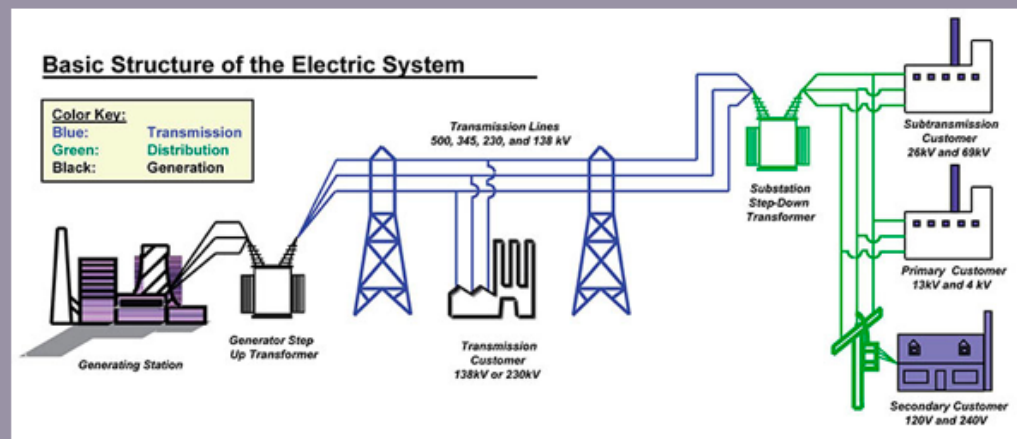 Basic Structure of the Electric System
Color Key:
Blue: Transmission
Green: Distribution
Black: Generation
Transmission Lines
500, 345, 230, and 138 kV
Generating Station
Generator Step
Up Transformer
Transmission
Customer
138kV or 230kV
Substation
Step-Down
Transformer
Subtransmission
Customer
26kV and 69kV
Primary Customer
13kV and 4 kV
Secondary Customer
120V and 240V